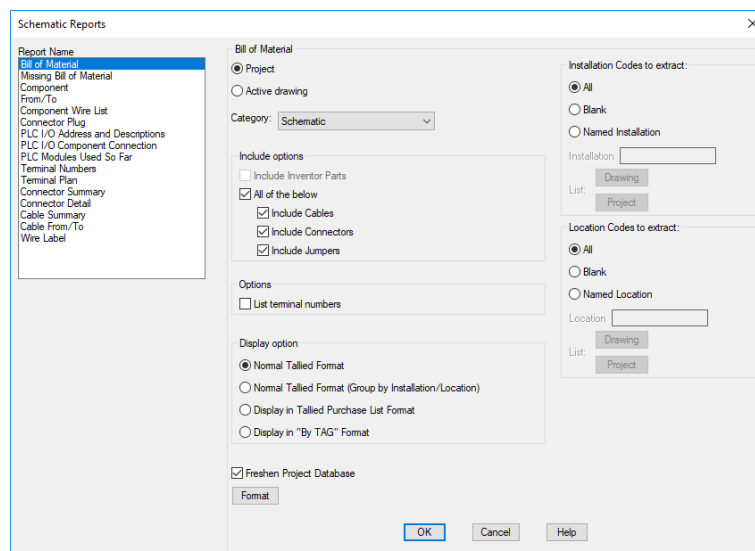 Schematic Reports
Report Name
Bill of Material
Missing Bill of Material
Component
From/To
Component Wire List
Connector Plug
PLC I/O Address and Descriptions
PLC I/O Component Connection
PLC Modules Used So Far
Terminal Numbers
Terminal Plan
Connector Summary
Connector Detail
Cable Summary
Cable From/To
Wire Label
Bill of Material
Project
Active drawing
Category: Schematic
Include options
Include Inventor Parts
All of the below
Include Cables
Include Connectors
Include Jumpers
Options
List terminal numbers
Display option
Normal Tallied Format
Normal Tallied Format (Group by Installation/Location)
Display in Tallied Purchase List Format
Display in "By TAG" Format
Freshen Project Database
Format
Installation Codes to extract:
All
Blank
Named Installation
Installation
List:
Drawing
Project
Location Codes to extract:
All
Blank
Named Location
Location
List:
Drawing
Project
OK Cancel Help